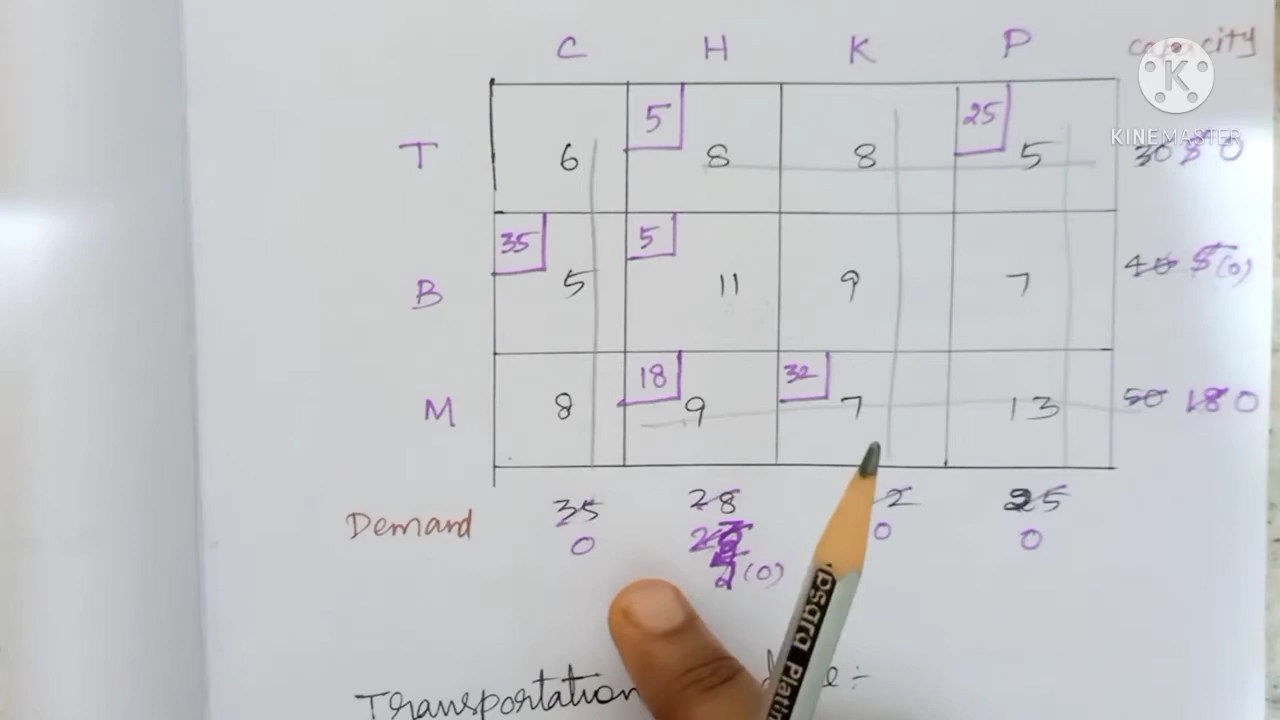 C H K P capacity
K
KINEMASTER
5 25
T 6 8 8 5 30 5 0
35 5
B 5 11 9 7 40 5(0)
18 32
M 8 9 7 13 50 18 0
Demand 35 28 2 25
0 0 0
(0)
Transportation
Apsara Platin